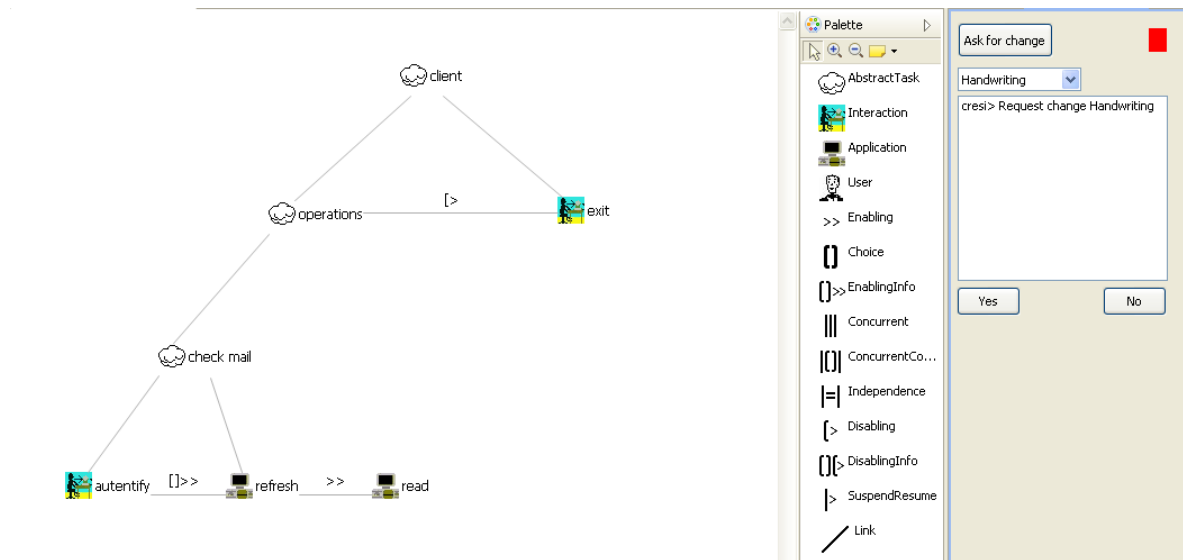 client
operations
[>
exit
check mail
autentify
[]>>
refresh
>>
read
Palette
AbstractTask
Interaction
Application
User
>> Enabling
[] Choice
[]>> EnablingInfo
||| Concurrent
|[]| ConcurrentCo...
|=| Independence
[> Disabling
[][> DisablingInfo
|> SuspendResume
Link
Ask for change
Handwriting
cresi> Request change Handwriting
Yes
No